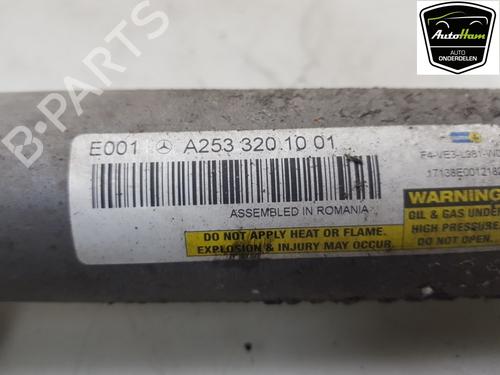 AutoHam
AUTO
ONDERDELEN
B-PARTS
E001 A253 320 10 01
ASSEMBLED IN ROMANIA
DO NOT APPLY HEAT OR FLAME.
EXPLOSION & INJURY MAY OCCUR.
WARNING
OIL & GAS UNDE
HIGH PRESSURE
DO NOT OPEN.
17138E0012182